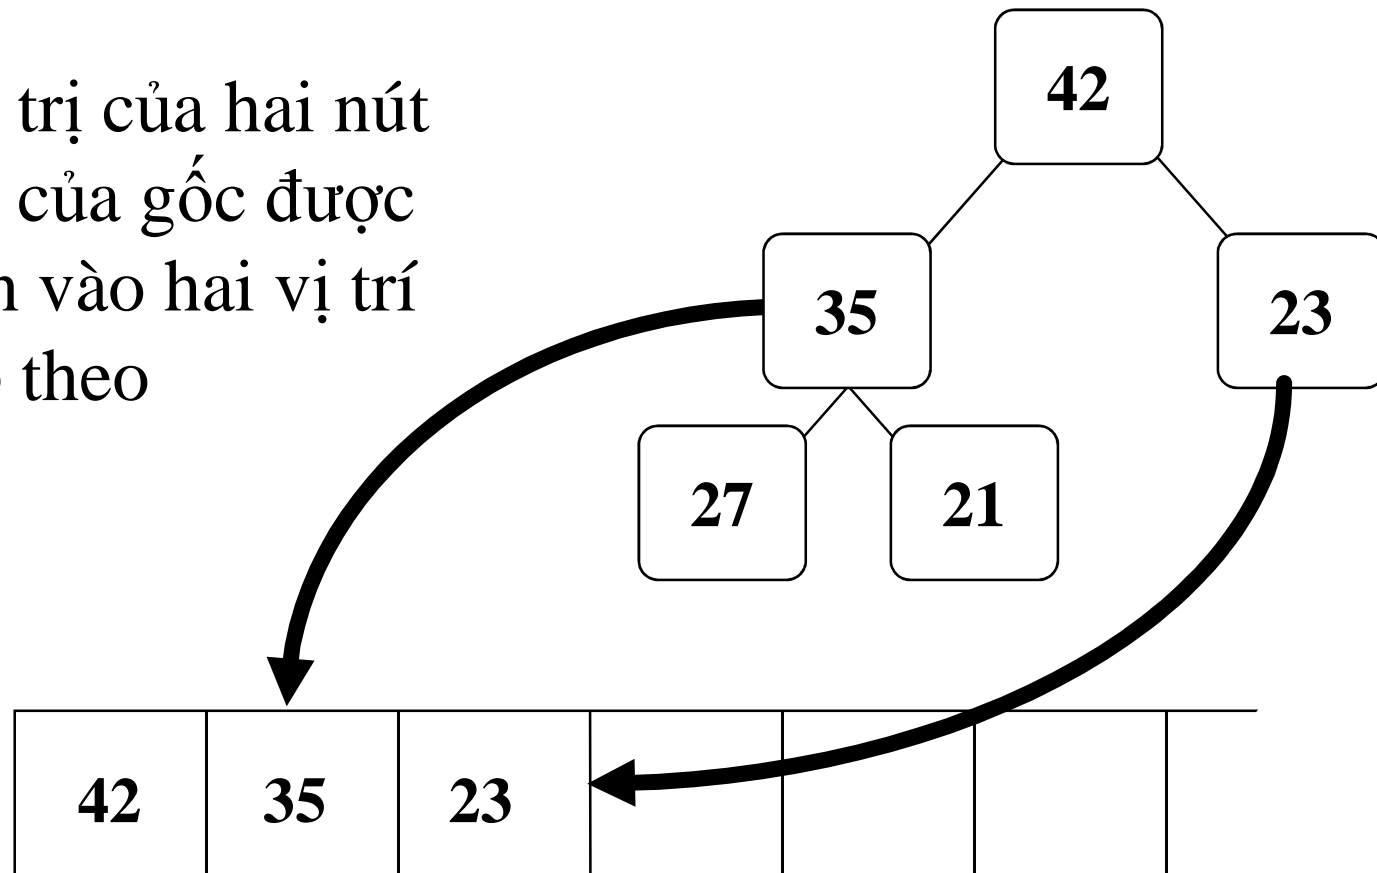 trị của hai nút
của gốc được
vào hai vị trí
theo
42
35
23
27
21
42
35
23